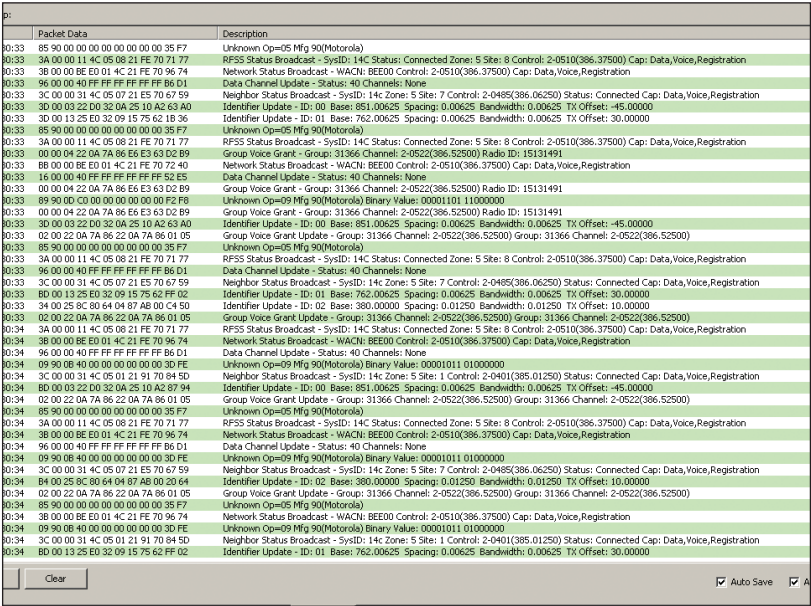 p:
Packet Data Description
30:33 85 90 00 00 00 00 00 00 00 00 35 F7 Unknown Op=05 Mfg 90(Motorola)
30:33 3A 00 00 11 4C 05 08 21 FE 70 71 77 RFSS Status Broadcast - SysID: 14C Status: Connected Zone: 5 Site: 8 Control: 2-0510(386.37500) Cap: Data,Voice,Registration
30:33 3B 00 00 BE E0 01 4C 21 FE 70 96 74 Network Status Broadcast - WACN: BEE00 Control: 2-0510(386.37500) Cap: Data,Voice,Registration
30:33 96 00 00 40 FF FF FF FF FF FF B6 D1 Data Channel Update - Status: 40 Channels: None
30:33 3C 00 00 31 4C 05 07 21 E5 70 67 59 Neighbor Status Broadcast - SysID: 14c Zone: 5 Site: 7 Control: 2-0485(386.06250) Status: Connected Cap: Data,Voice,Registration
30:33 3D 00 03 22 D0 32 0A 25 10 A2 63 A0 Identifier Update - ID: 00 Base: 851.00625 Spacing: 0.00625 Bandwidth: 0.00625 TX Offset: -45.00000
30:33 3D 00 13 25 E0 32 09 15 75 62 1B 36 Identifier Update - ID: 01 Base: 762.00625 Spacing: 0.00625 Bandwidth: 0.00625 TX Offset: 30.00000
30:33 85 90 00 00 00 00 00 00 00 00 35 F7 Unknown Op=05 Mfg 90(Motorola)
30:33 3A 00 00 11 4C 05 08 21 FE 70 71 77 RFSS Status Broadcast - SysID: 14C Status: Connected Zone: 5 Site: 8 Control: 2-0510(386.37500) Cap: Data,Voice,Registration
30:33 00 00 04 22 0A 7A 86 E6 E3 63 D2 B9 Group Voice Grant - Group: 31366 Channel: 2-0522(386.52500) Radio ID: 15131491
30:33 BB 00 00 BE E0 01 4C 21 FE 70 72 40 Network Status Broadcast - WACN: BEE00 Control: 2-0510(386.37500) Cap: Data,Voice,Registration
30:33 16 00 00 40 FF FF FF FF FF FF 52 E5 Data Channel Update - Status: 40 Channels: None
30:33 00 00 04 22 0A 7A 86 E6 E3 63 D2 B9 Group Voice Grant - Group: 31366 Channel: 2-0522(386.52500) Radio ID: 15131491
30:33 89 90 0D C0 00 00 00 00 00 00 F2 F8 Unknown Op=09 Mfg 90(Motorola) Binary Value: 00001101 11000000
30:33 00 00 04 22 0A 7A 86 E6 E3 63 D2 B9 Group Voice Grant - Group: 31366 Channel: 2-0522(386.52500) Radio ID: 15131491
30:33 3D 00 03 22 D0 32 0A 25 10 A2 63 A0 Identifier Update - ID: 00 Base: 851.00625 Spacing: 0.00625 Bandwidth: 0.00625 TX Offset: -45.00000
30:33 02 00 22 0A 7A 86 22 0A 7A 86 01 05 Group Voice Grant Update - Group: 31366 Channel: 2-0522(386.52500) Group: 31366 Channel: 2-0522(386.52500)
30:33 85 90 00 00 00 00 00 00 00 00 35 F7 Unknown Op=05 Mfg 90(Motorola)
30:33 3A 00 00 11 4C 05 08 21 FE 70 71 77 RFSS Status Broadcast - SysID: 14C Status: Connected Zone: 5 Site: 8 Control: 2-0510(386.37500) Cap: Data,Voice,Registration
30:33 96 00 00 40 FF FF FF FF FF FF B6 D1 Data Channel Update - Status: 40 Channels: None
30:33 3C 00 00 31 4C 05 07 21 E5 70 67 59 Neighbor Status Broadcast - SysID: 14c Zone: 5 Site: 7 Control: 2-0485(386.06250) Status: Connected Cap: Data,Voice,Registration
30:33 BD 00 13 25 E0 32 09 15 75 62 FF 02 Identifier Update - ID: 01 Base: 762.00625 Spacing: 0.00625 Bandwidth: 0.00625 TX Offset: 30.00000
30:33 34 00 25 8C 80 64 04 87 AB 00 C4 50 Identifier Update - ID: 02 Base: 380.00000 Spacing: 0.01250 Bandwidth: 0.01250 TX Offset: 10.00000
30:33 02 00 22 0A 7A 86 22 0A 7A 86 01 05 Group Voice Grant Update - Group: 31366 Channel: 2-0522(386.52500) Group: 31366 Channel: 2-0522(386.52500)
30:34 3A 00 00 11 4C 05 08 21 FE 70 71 77 RFSS Status Broadcast - SysID: 14C Status: Connected Zone: 5 Site: 8 Control: 2-0510(386.37500) Cap: Data,Voice,Registration
30:34 3B 00 00 BE E0 01 4C 21 FE 70 96 74 Network Status Broadcast - WACN: BEE00 Control: 2-0510(386.37500) Cap: Data,Voice,Registration
30:34 96 00 00 40 FF FF FF FF FF FF B6 D1 Data Channel Update - Status: 40 Channels: None
30:34 09 90 0B 40 00 00 00 00 00 00 3D FE Unknown Op=09 Mfg 90(Motorola) Binary Value: 00001011 01000000
30:34 3C 00 00 31 4C 05 01 21 91 70 84 5D Neighbor Status Broadcast - SysID: 14c Zone: 5 Site: 1 Control: 2-0401(385.01250) Status: Connected Cap: Data,Voice,Registration
30:34 BD 00 03 22 D0 32 0A 25 10 A2 87 94 Identifier Update - ID: 00 Base: 851.00625 Spacing: 0.00625 Bandwidth: 0.00625 TX Offset: -45.00000
30:34 02 00 22 0A 7A 86 22 0A 7A 86 01 05 Group Voice Grant Update - Group: 31366 Channel: 2-0522(386.52500) Group: 31366 Channel: 2-0522(386.52500)
30:34 85 90 00 00 00 00 00 00 00 00 35 F7 Unknown Op=05 Mfg 90(Motorola)
30:34 3A 00 00 11 4C 05 08 21 FE 70 71 77 RFSS Status Broadcast - SysID: 14C Status: Connected Zone: 5 Site: 8 Control: 2-0510(386.37500) Cap: Data,Voice,Registration
30:34 3B 00 00 BE E0 01 4C 21 FE 70 96 74 Network Status Broadcast - WACN: BEE00 Control: 2-0510(386.37500) Cap: Data,Voice,Registration
30:34 96 00 00 40 FF FF FF FF FF FF B6 D1 Data Channel Update - Status: 40 Channels: None
30:34 09 90 0B 40 00 00 00 00 00 00 3D FE Unknown Op=09 Mfg 90(Motorola) Binary Value: 00001011 01000000
30:34 3C 00 00 31 4C 05 07 21 E5 70 67 59 Neighbor Status Broadcast - SysID: 14c Zone: 5 Site: 7 Control: 2-0485(386.06250) Status: Connected Cap: Data,Voice,Registration
30:34 B4 00 25 8C 80 64 04 87 AB 00 20 64 Identifier Update - ID: 02 Base: 380.00000 Spacing: 0.01250 Bandwidth: 0.01250 TX Offset: 10.00000
30:34 02 00 22 0A 7A 86 22 0A 7A 86 01 05 Group Voice Grant Update - Group: 31366 Channel: 2-0522(386.52500) Group: 31366 Channel: 2-0522(386.52500)
30:34 85 90 00 00 00 00 00 00 00 00 35 F7 Unknown Op=05 Mfg 90(Motorola)
30:34 3B 00 00 BE E0 01 4C 21 FE 70 96 74 Network Status Broadcast - WACN: BEE00 Control: 2-0510(386.37500) Cap: Data,Voice,Registration
30:34 09 90 0B 40 00 00 00 00 00 00 3D FE Unknown Op=09 Mfg 90(Motorola) Binary Value: 00001011 01000000
30:34 3C 00 00 31 4C 05 01 21 91 70 84 5D Neighbor Status Broadcast - SysID: 14c Zone: 5 Site: 1 Control: 2-0401(385.01250) Status: Connected Cap: Data,Voice,Registration
30:34 BD 00 13 25 E0 32 09 15 75 62 FF 02 Identifier Update - ID: 01 Base: 762.00625 Spacing: 0.00625 Bandwidth: 0.00625 TX Offset: 30.00000
Clear Auto Save A